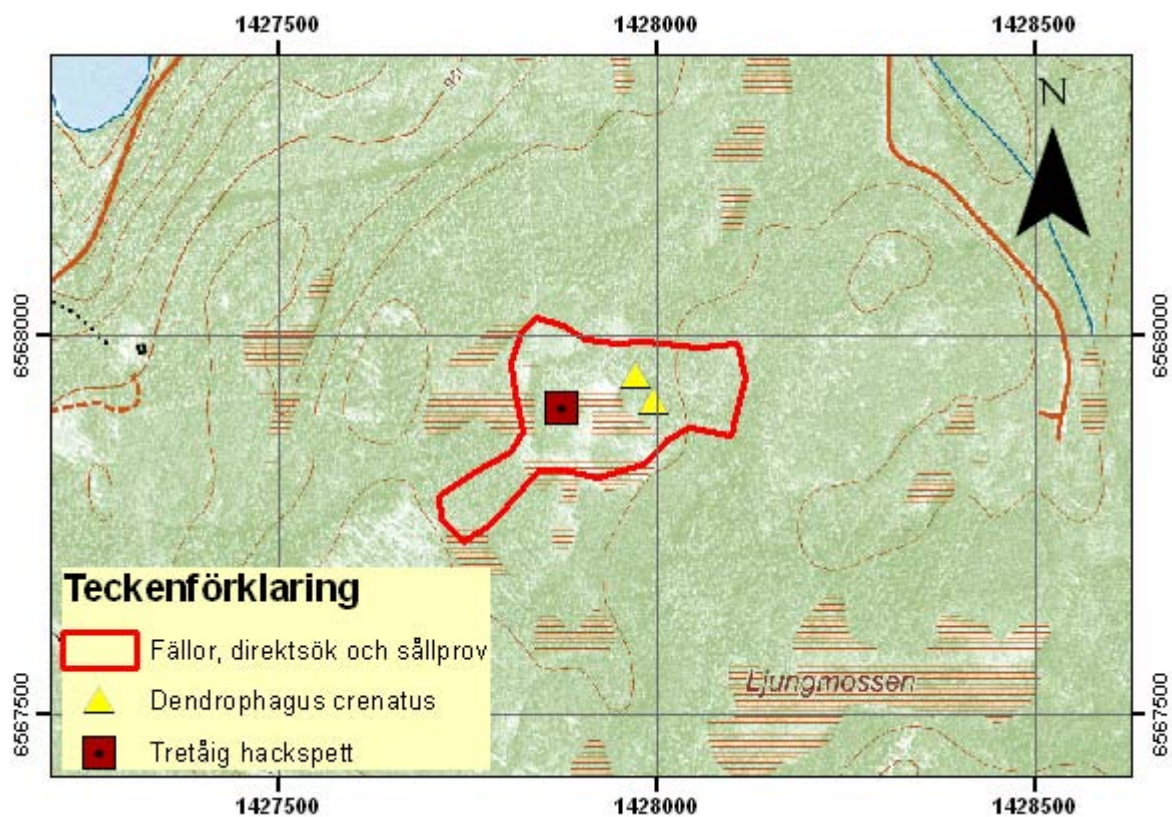 1427500 1428000 1428500
N
6568000 6568000
Teckenförklaring
Fällor, direktsök och sållprov
Dendrophagus crenatus
Tretåig hackspett
Ljungmossen
6567500 6567500
1427500 1428000 1428500